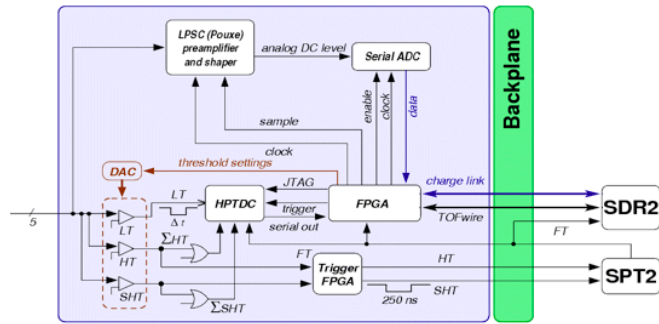 LPSC (Pouxe)
preamplifier
and shaper
analog DC level
Serial ADC
Backplane
enable
clock
data
sample
clock
DAC
threshold settings
LT
Δ t
HPTDC
JTAG
trigger
serial out
FPGA
charge link
TOFwire
SDR2
5
LT
HT
SHT
ΣHT
ΣSHT
FT
FT
Trigger
FPGA
HT
SHT
250 ns
SPT2